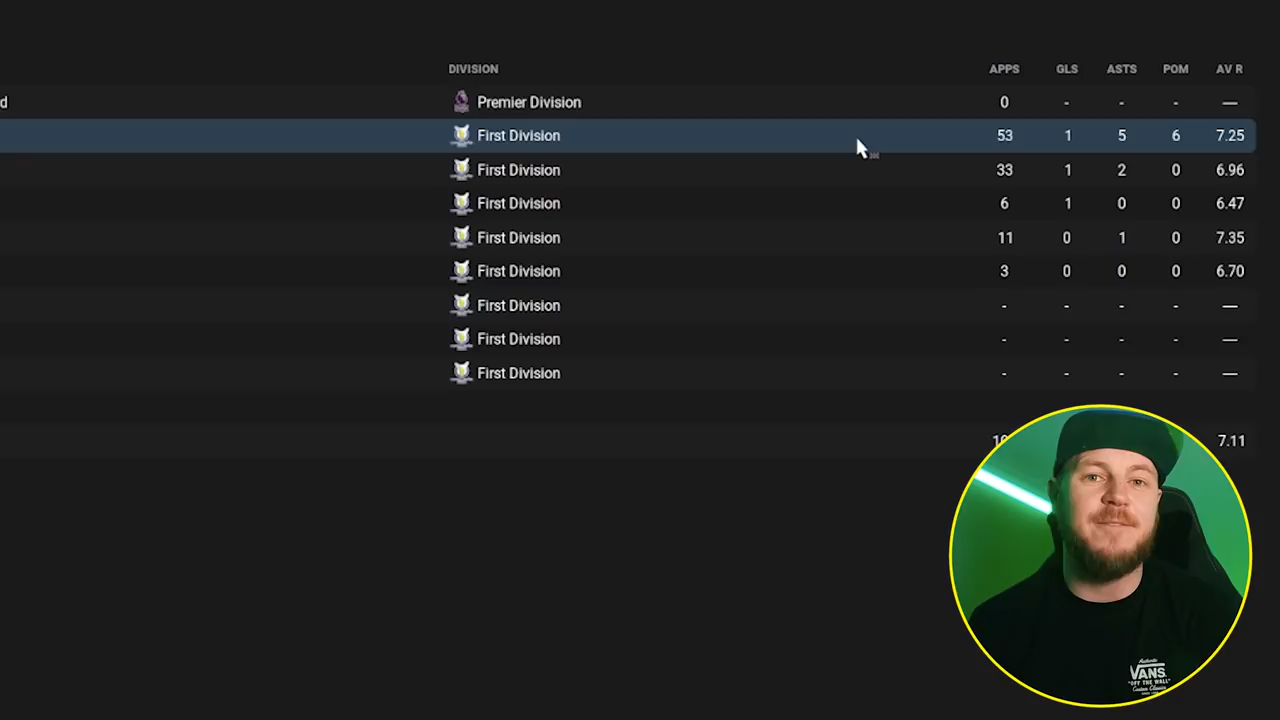 DIVISION APPS GLS ASTS POM AV R
d Premier Division 0 - - - —
First Division 53 1 5 6 7.25
First Division 33 1 2 0 6.96
First Division 6 1 0 0 6.47
First Division 11 0 1 0 7.35
First Division 3 0 0 0 6.70
First Division - - - —
First Division - - - —
First Division - - - —
7.11
Authentic
VANS
"OFF THE WALL"
Custom Classics